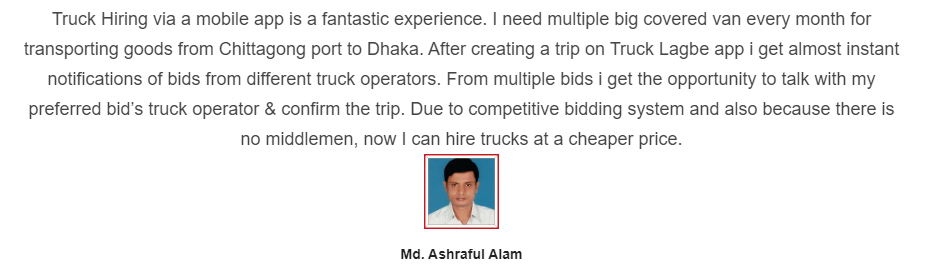 Truck Hiring via a mobile app is a fantastic experience. I need multiple big covered van every month for
transporting goods from Chittagong port to Dhaka. After creating a trip on Truck Lagbe app i get almost instant
notifications of bids from different truck operators. From multiple bids i get the opportunity to talk with my
preferred bid’s truck operator & confirm the trip. Due to competitive bidding system and also because there is
no middlemen, now I can hire trucks at a cheaper price.
Md. Ashraful Alam